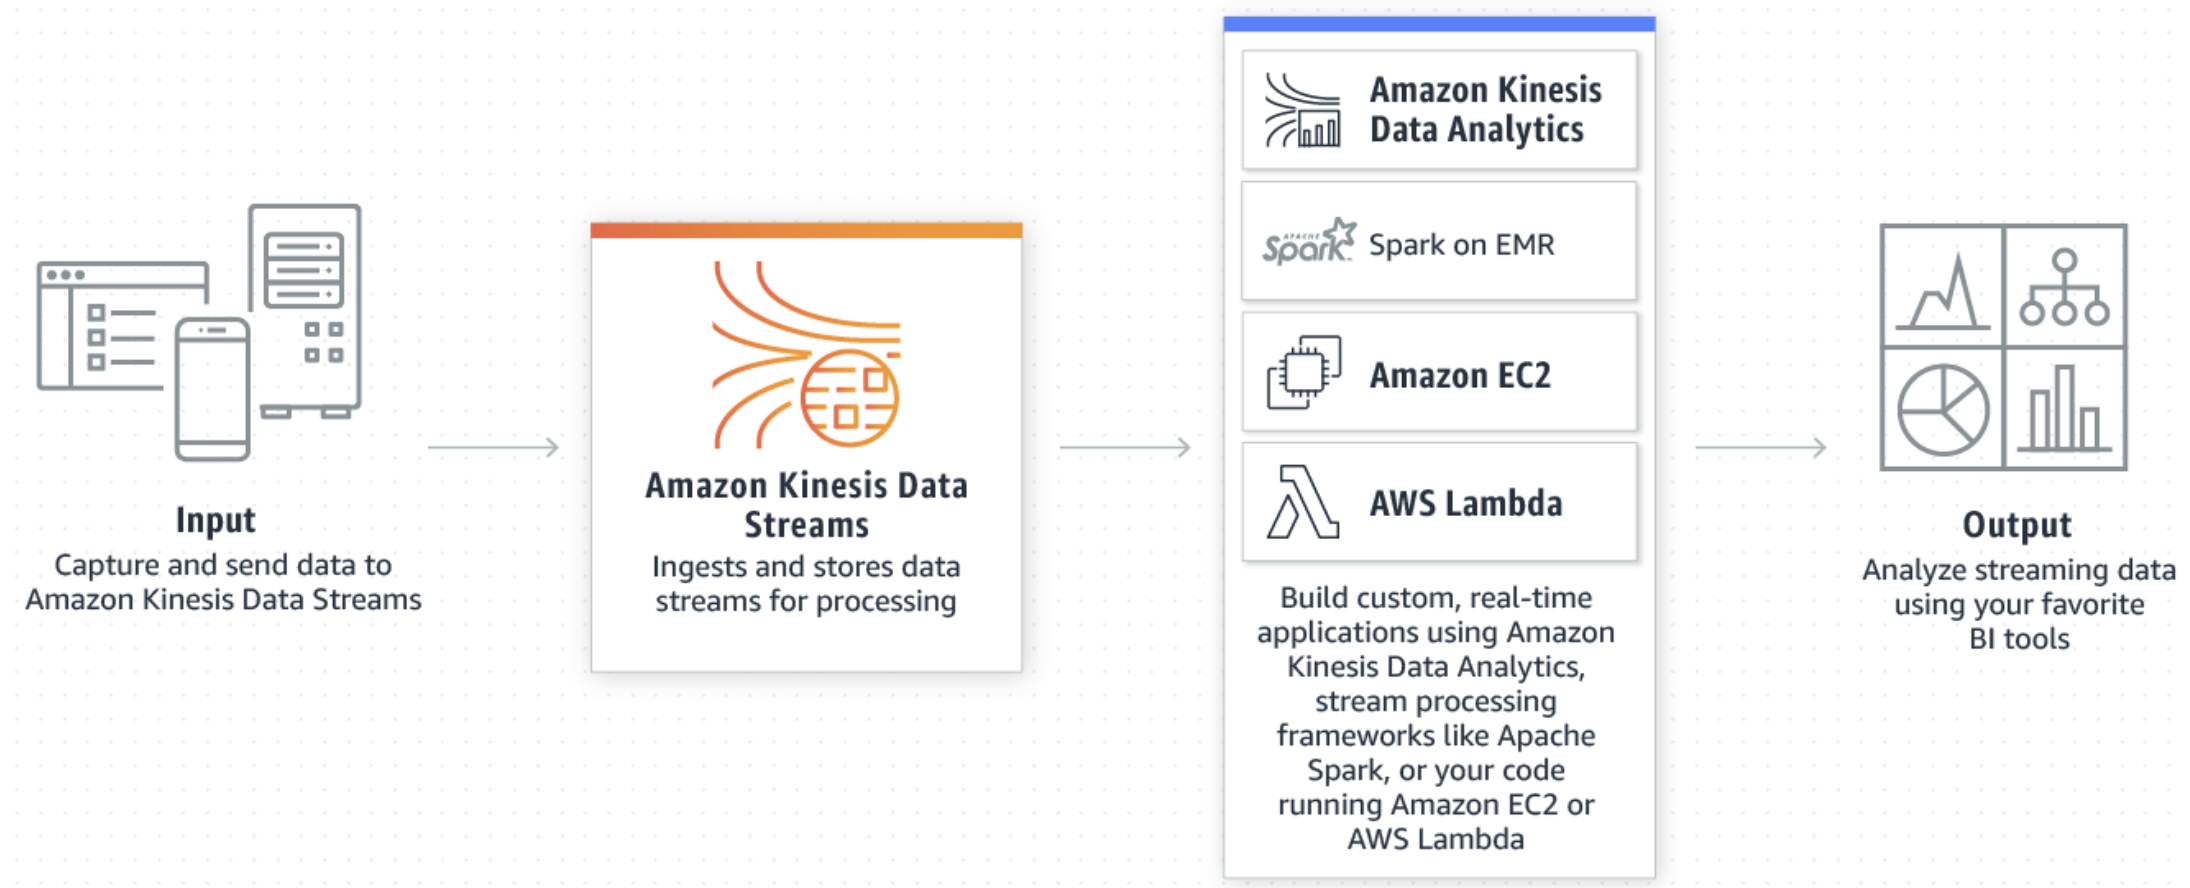 Input
Capture and send data to
Amazon Kinesis Data Streams
Amazon Kinesis Data
Streams
Ingests and stores data
streams for processing
Amazon Kinesis
Data Analytics
APACHE
Spark
Spark on EMR
Amazon EC2
AWS Lambda
Build custom, real-time
applications using Amazon
Kinesis Data Analytics,
stream processing
frameworks like Apache
Spark, or your code
running Amazon EC2 or
AWS Lambda
Output
Analyze streaming data
using your favorite
BI tools